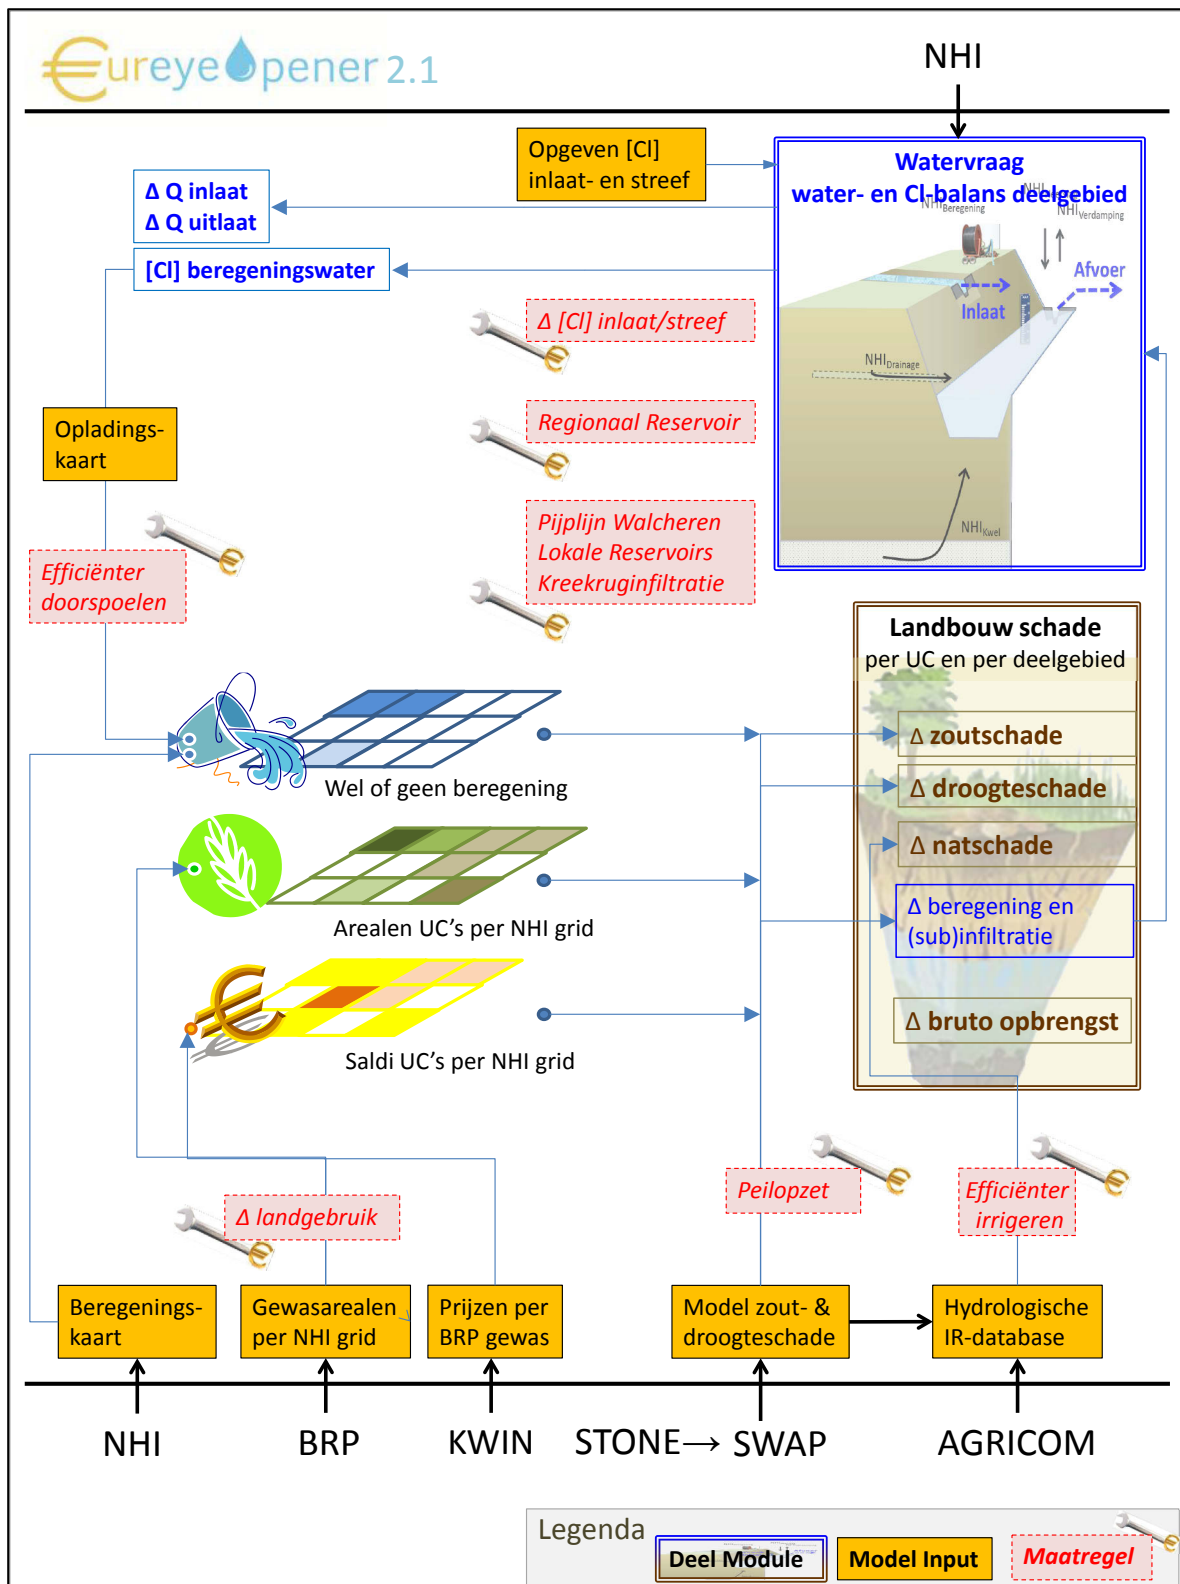 €ureyeopener 2.1
NHI
Opgeven [Cl]
inlaat- en streef
Watervraag
water- en Cl-balans deelgebied
Δ Q inlaat
Δ Q uitlaat
[Cl] beregeningswater
NHI Beregening
NHI Verdamping
Afvoer
Inlaat
NHI Drainage
NHI Kwel
Δ [Cl] inlaat/streef
Regionaal Reservoir
Pijplijn Walcheren
Lokale Reservoirs
Kreekruginfiltratie
Opladings-
kaart
Efficiënter
doorspoelen
Landbouw schade
per UC en per deelgebied
Δ zoutschade
Δ droogteschade
Δ natschade
Δ beregening en
(sub)infiltratie
Δ bruto opbrengst
Wel of geen beregening
Arealen UC's per NHI grid
€
Saldi UC's per NHI grid
Δ landgebruik
Peilopzet
Efficiënter
irrigeren
Beregenings-
kaart
Gewasarealen
per NHI grid
Prijzen per
BRP gewas
Model zout- &
droogteschade
Hydrologische
IR-database
NHI
BRP
KWIN
STONE→ SWAP
AGRICOM
Legenda
Deel Module
Model Input
Maatregel